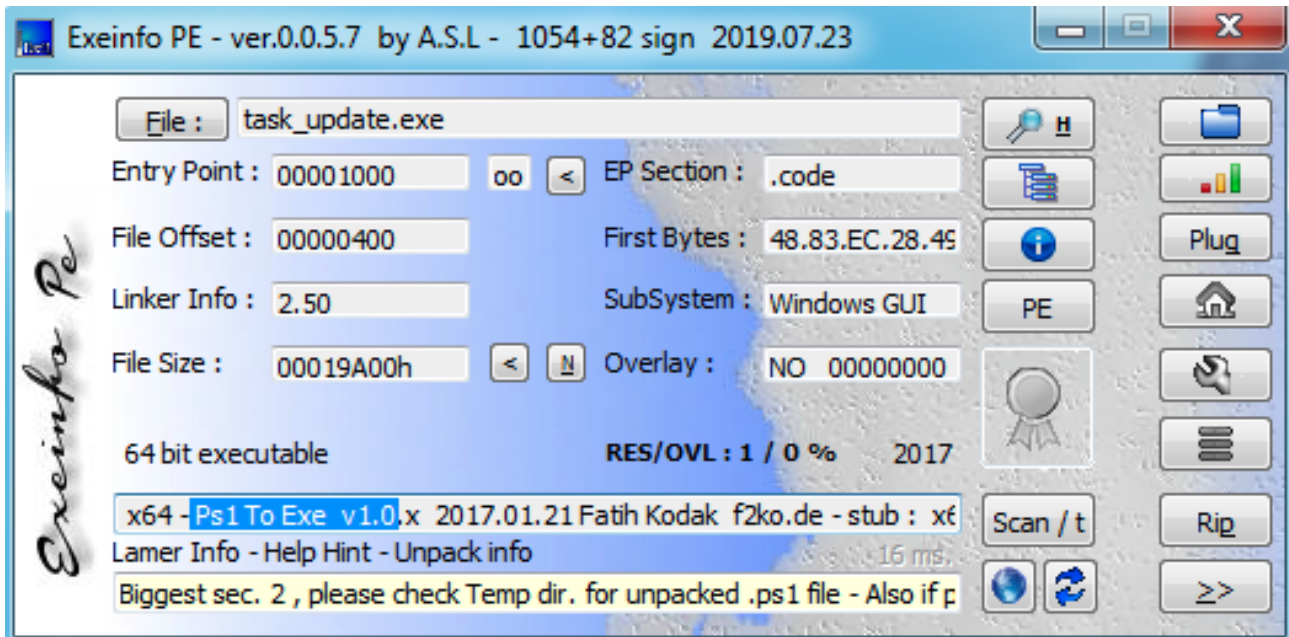 Exeinfo PE - ver.0.0.5.7 by A.S.L - 1054+82 sign 2019.07.23
File : task_update.exe H
Entry Point : 00001000 oo < EP Section : .code
File Offset : 00000400 First Bytes : 48.83.EC.28.49 Plug
Linker Info : 2.50 SubSystem : Windows GUI PE
File Size : 00019A00h < N Overlay : NO 00000000
64 bit executable RES/OVL : 1 / 0 % 2017
Exeinfo Pe
x64 - Ps1 To Exe v1.0.x 2017.01.21 Fatih Kodak f2ko.de - stub : x6 Scan / t Rip
Lamer Info - Help Hint - Unpack info 16 ms.
Biggest sec. 2 , please check Temp dir. for unpacked .ps1 file - Also if p >>